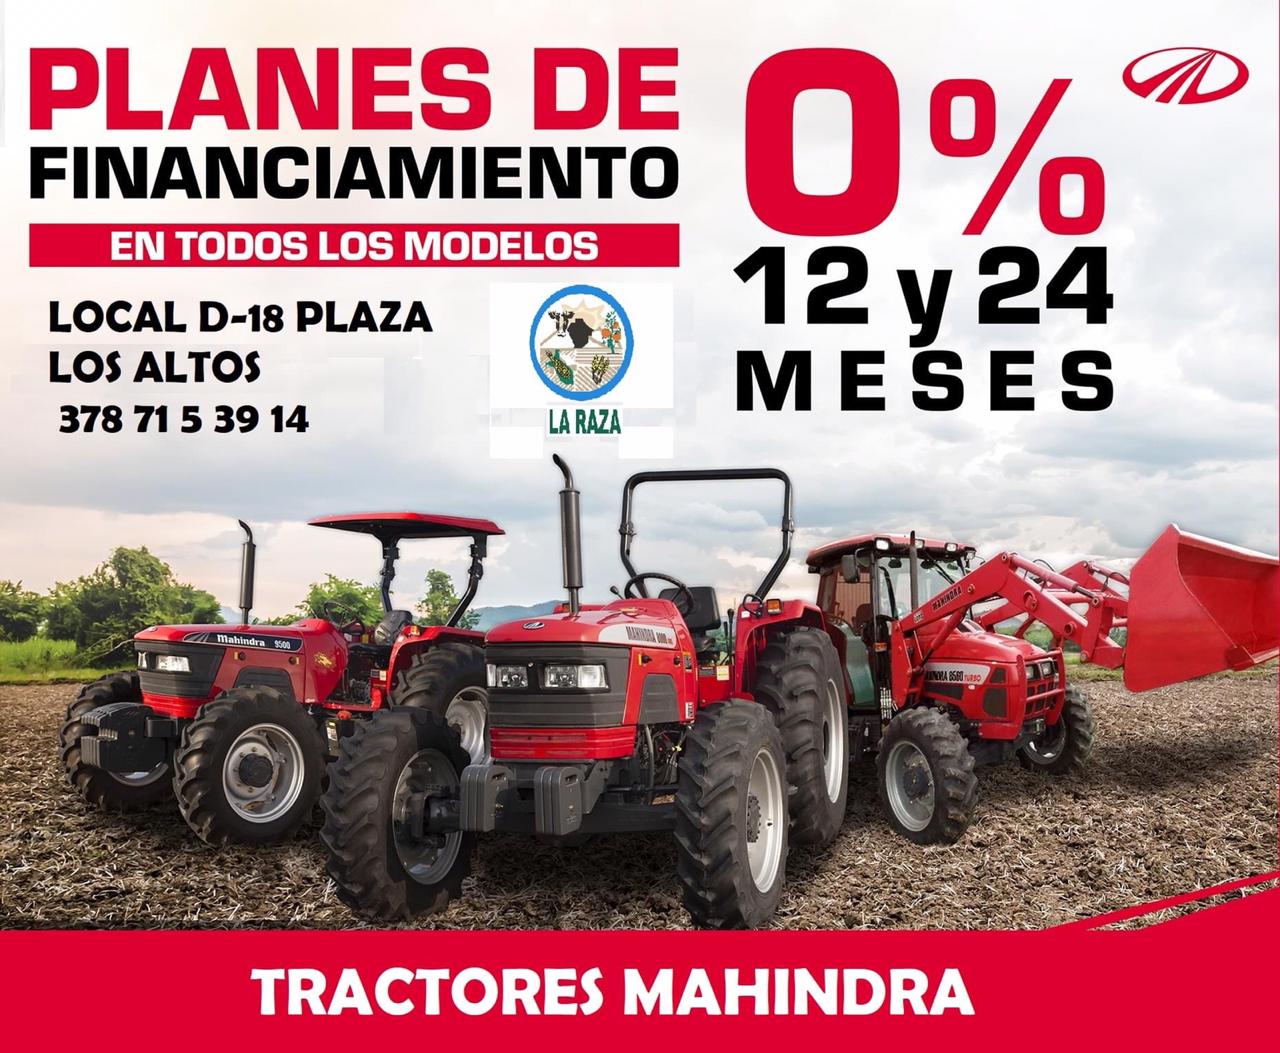 PLANES DE
FINANCIAMIENTO
EN TODOS LOS MODELOS
0%
12 y 24
MESES
LOCAL D-18 PLAZA
LOS ALTOS
378 71 5 39 14
LA RAZA
Mahindra 9500
MAHINDRA 8000
MAHINDRA
MAHINDRA 8560 TURBO
TRACTORES MAHINDRA